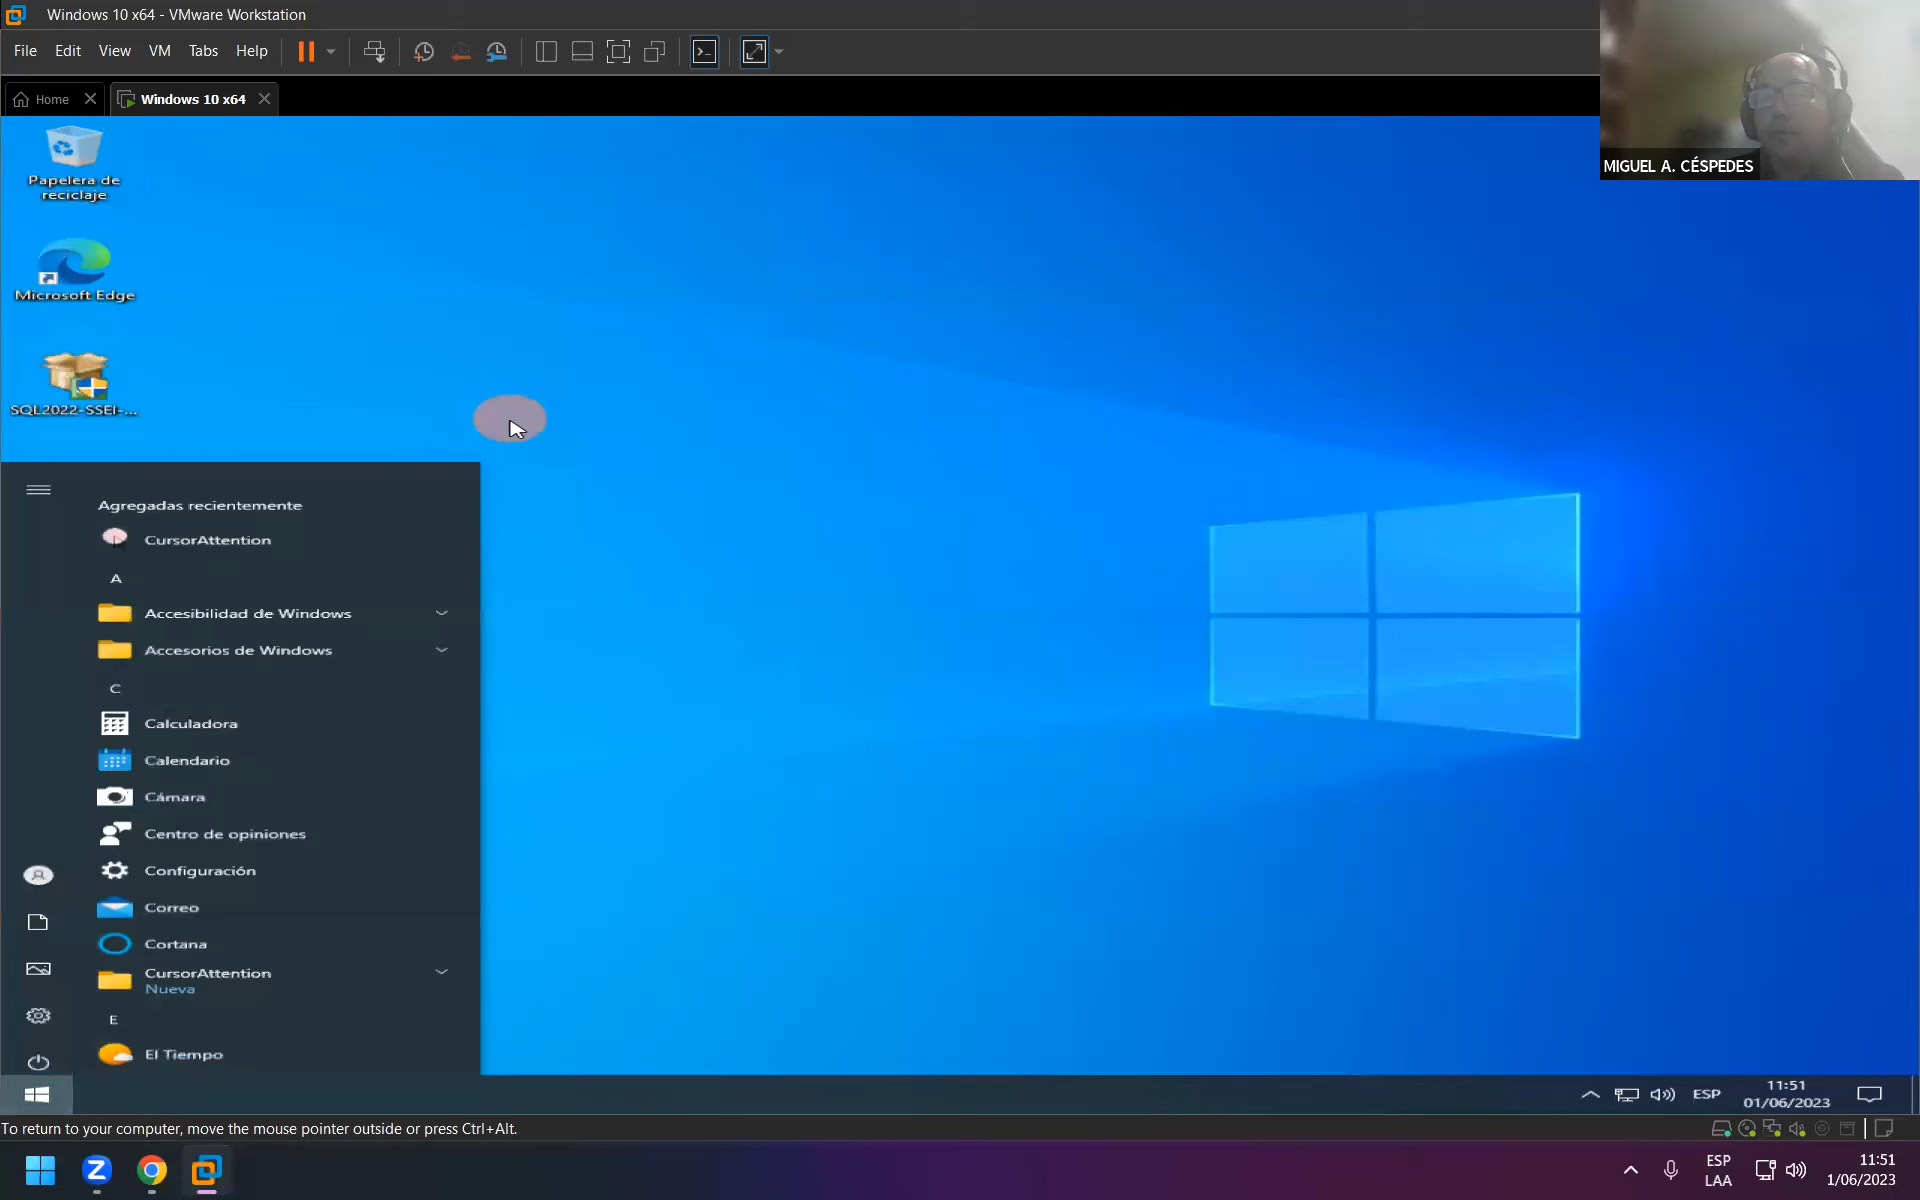 Windows 10 x64 - VMware Workstation
File Edit View VM Tabs Help
Home
Windows 10 x64
MIGUEL A. CÉSPEDES
Papelera de
reciclaje
Microsoft Edge
SQL2022-SSEI-...
Agregadas recientemente
CursorAttention
A
Accesibilidad de Windows
Accesorios de Windows
C
Calculadora
Calendario
Cámara
Centro de opiniones
Configuración
Correo
Cortana
CursorAttention
Nueva
E
El Tiempo
ESP
11:51
01/06/2023
To return to your computer, move the mouse pointer outside or press Ctrl+Alt.
Z
ESP
LAA
11:51
1/06/2023